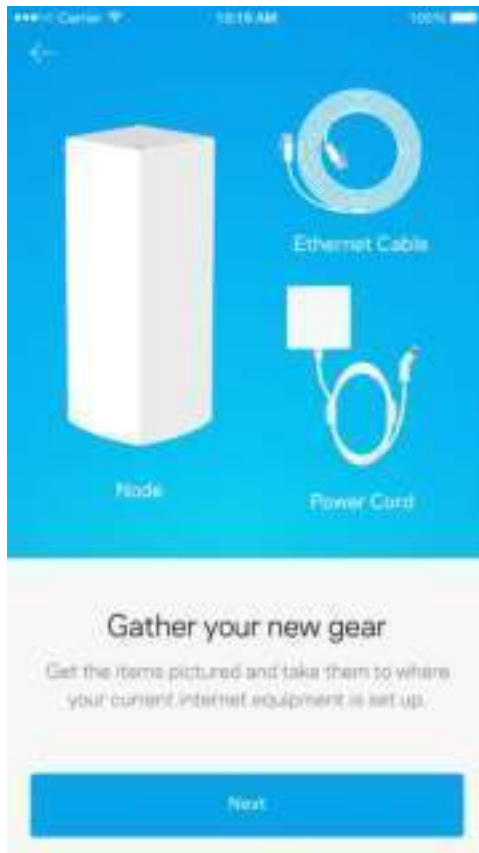 Carrier 10:16 AM 100%
Ethernet Cable
Node
Power Cord
Gather your new gear
Get the items pictured and take them to where
your current internet equipment is set up.
Next